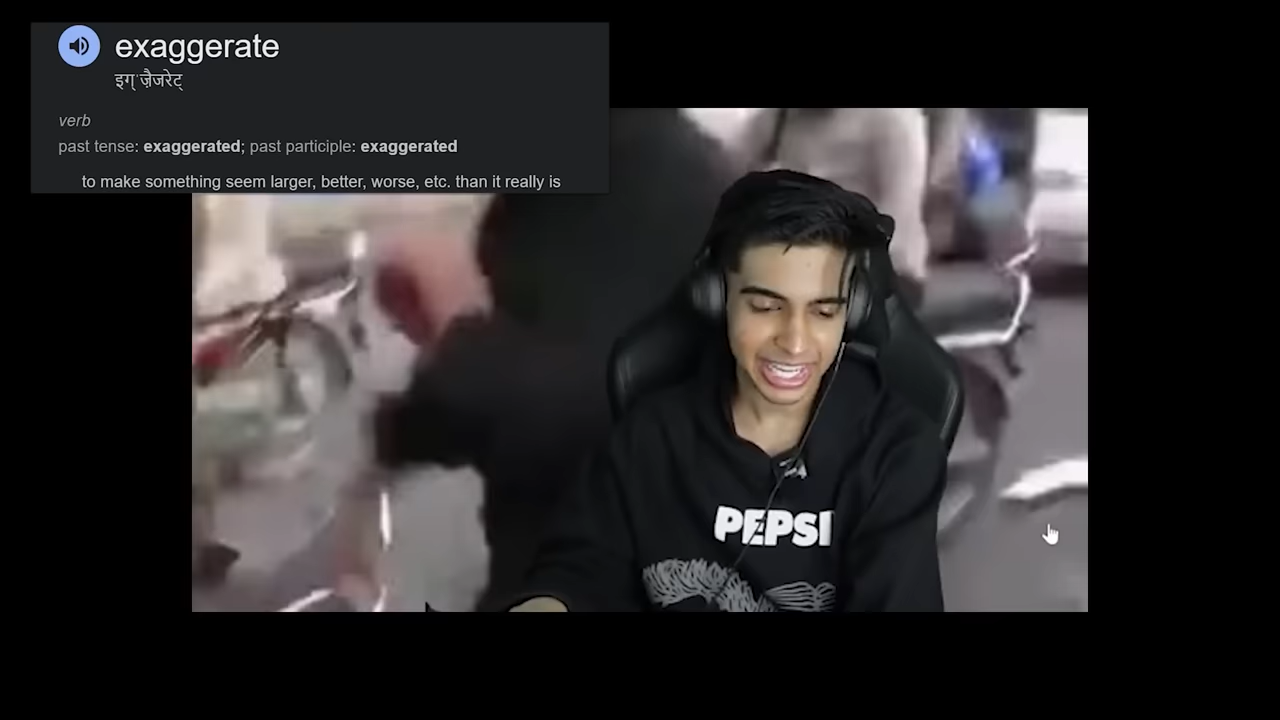 exaggerate
इग्ˈज़ैजरेट्
verb
past tense: exaggerated; past participle: exaggerated
to make something seem larger, better, worse, etc. than it really is
PEPSI